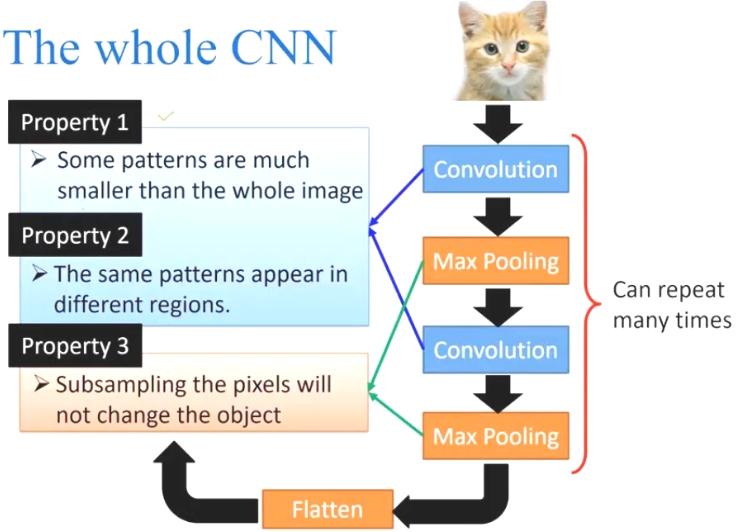 The whole CNN
Property 1
➢ Some patterns are much
smaller than the whole image
Property 2
➢ The same patterns appear in
different regions.
Property 3
➢ Subsampling the pixels will
not change the object
Convolution
Max Pooling
Convolution
Max Pooling
Can repeat
many times
Flatten